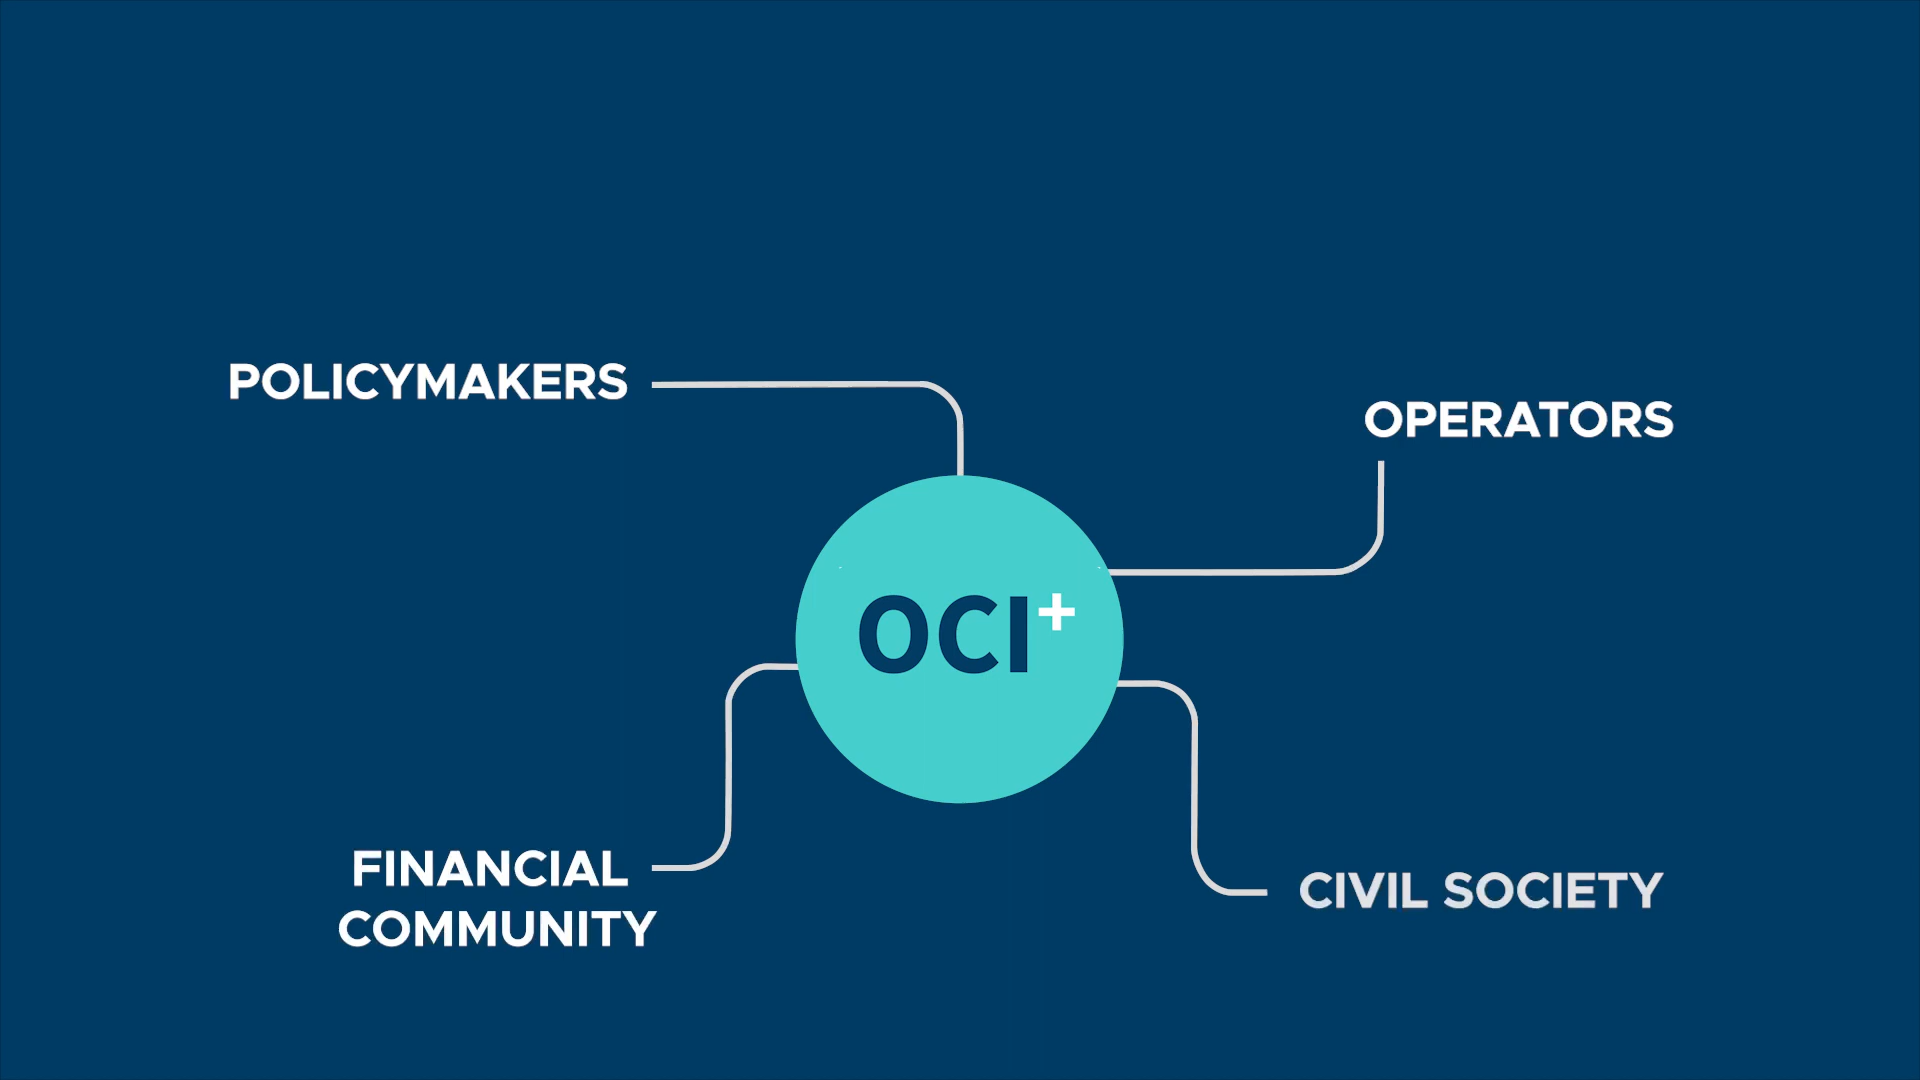 POLICYMAKERS
OPERATORS
OCI+
FINANCIAL
COMMUNITY
CIVIL SOCIETY